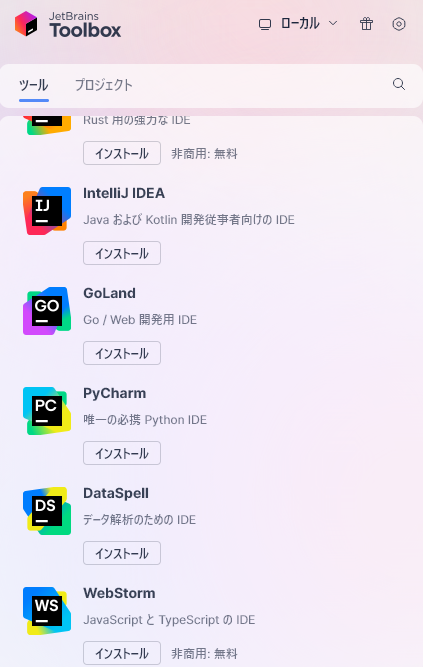 JetBrains
Toolbox
ローカル
ツール
プロジェクト
Rust 用の強力な IDE
インストール
非商用: 無料
IJ
IntelliJ IDEA
Java および Kotlin 開発従事者向けの IDE
インストール
GO
GoLand
Go / Web 開発用 IDE
インストール
PC
PyCharm
唯一の必携 Python IDE
インストール
DS
DataSpell
データ解析のための IDE
インストール
WS
WebStorm
JavaScript と TypeScript の IDE
インストール
非商用: 無料